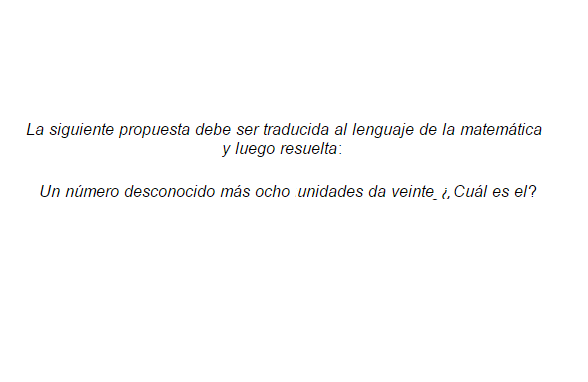 La siguiente propuesta debe ser traducida al lenguaje de la matemática
y luego resuelta:
Un número desconocido más ocho unidades da veinte_ ¿, Cuál es el?